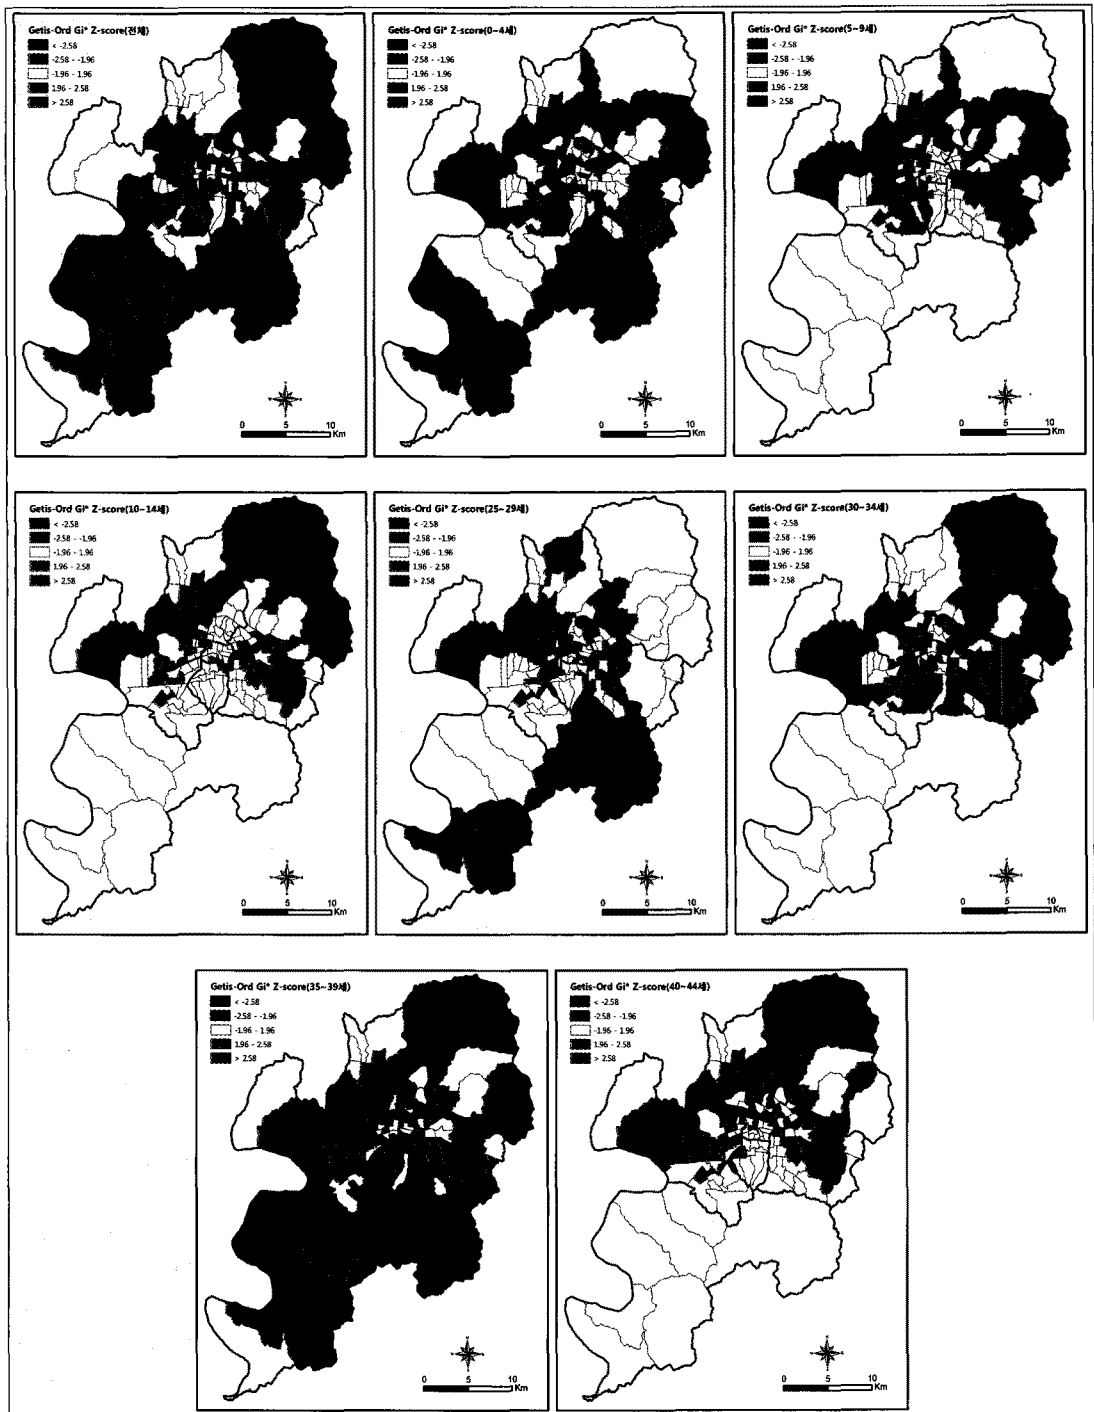 Getis-Ord Gi* Z-score(전체)
< -2.58
-2.58 - -1.96
-1.96 - 1.96
1.96 - 2.58
> 2.58
N
0 5 10
Km
Getis-Ord Gi* Z-score(0~4세)
< -2.58
-2.58 - -1.96
-1.96 - 1.96
1.96 - 2.58
> 2.58
N
0 5 10
Km
Getis-Ord Gi* Z-score(5~9세)
< -2.58
-2.58 - -1.96
-1.96 - 1.96
1.96 - 2.58
> 2.58
N
0 5 10
Km
Getis-Ord Gi* Z-score(10~14세)
< -2.58
-2.58 - -1.96
-1.96 - 1.96
1.96 - 2.58
> 2.58
N
0 5 10
Km
Getis-Ord Gi* Z-score(25~29세)
< -2.58
-2.58 - -1.96
-1.96 - 1.96
1.96 - 2.58
> 2.58
N
0 5 10
Km
Getis-Ord Gi* Z-score(30~34세)
< -2.58
-2.58 - -1.96
-1.96 - 1.96
1.96 - 2.58
> 2.58
N
0 5 10
Km
Getis-Ord Gi* Z-score(35~39세)
< -2.58
-2.58 - -1.96
-1.96 - 1.96
1.96 - 2.58
> 2.58
N
0 5 10
Km
Getis-Ord Gi* Z-score(40~44세)
< -2.58
-2.58 - -1.96
-1.96 - 1.96
1.96 - 2.58
> 2.58
N
0 5 10
Km